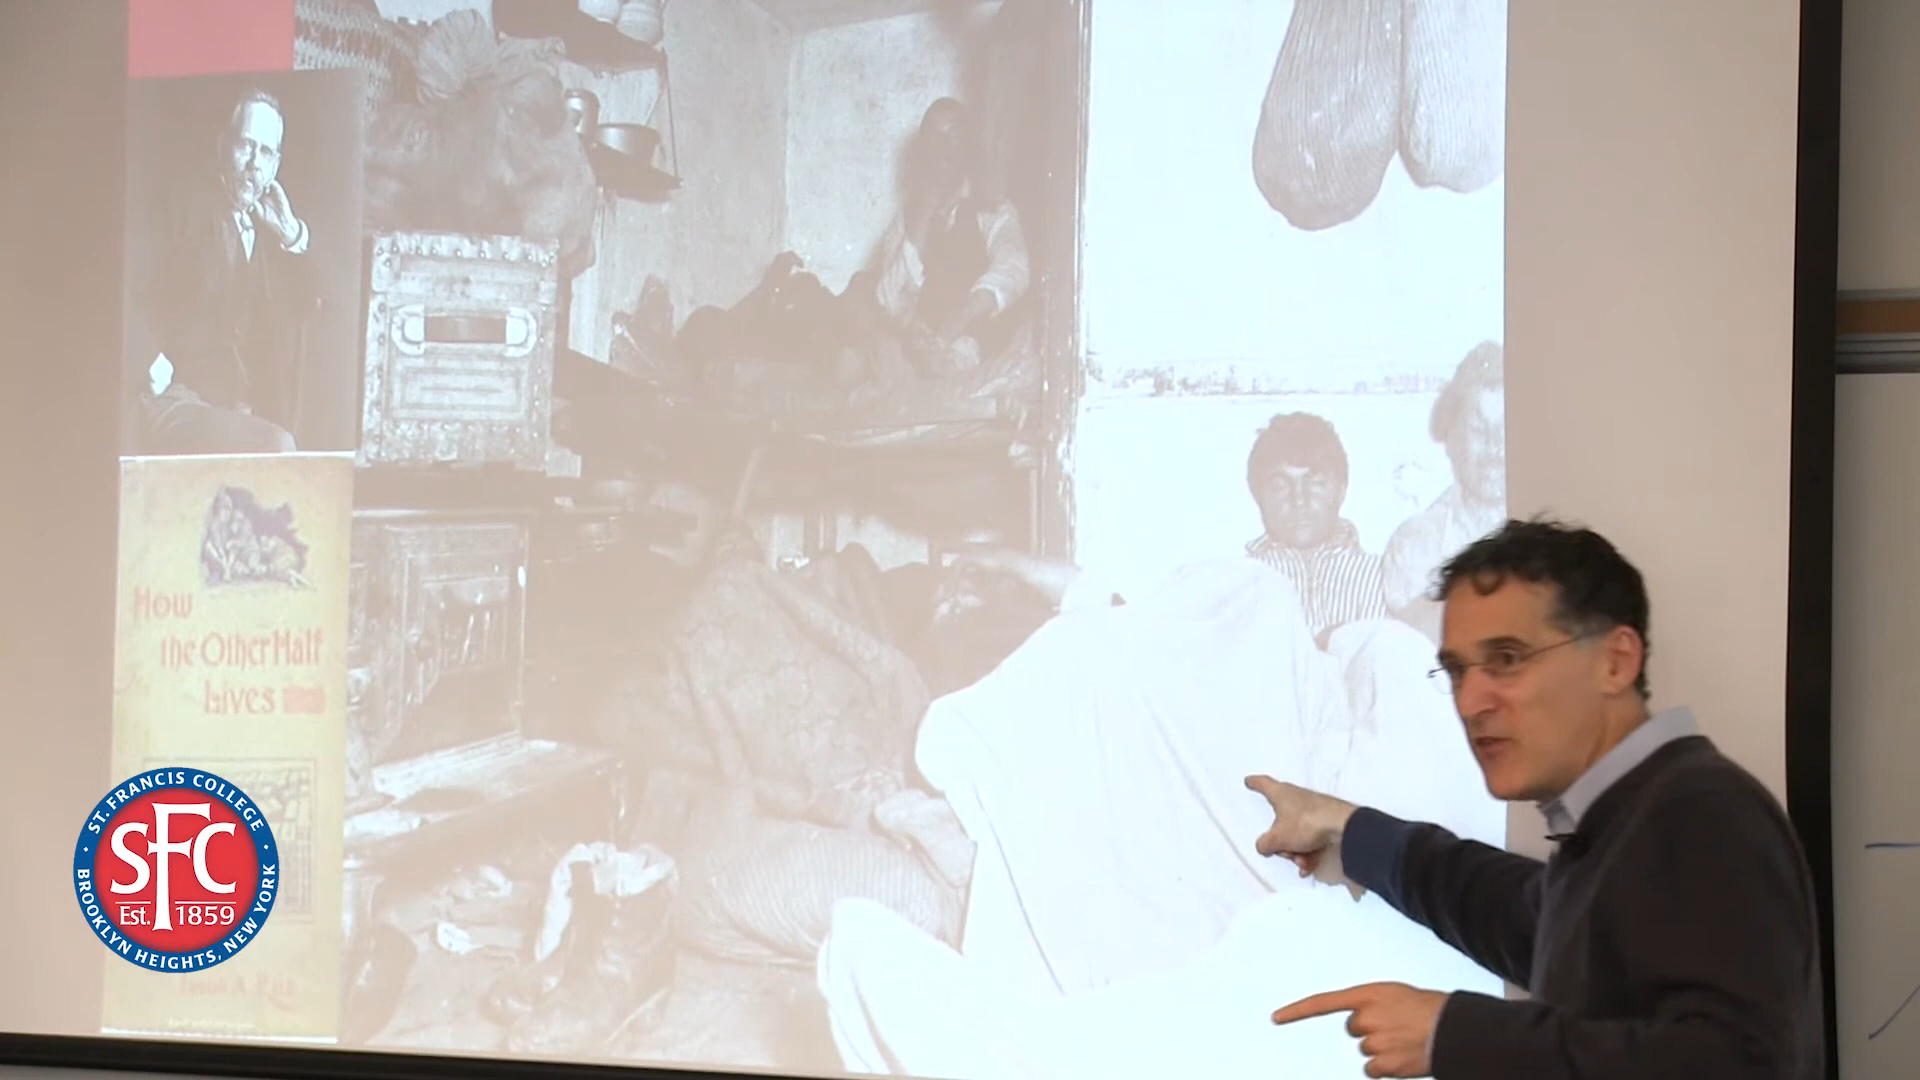 How
the Other Half
Lives
ST. FRANCIS COLLEGE
SFC
Est. 1859
BROOKLYN HEIGHTS, NEW YORK